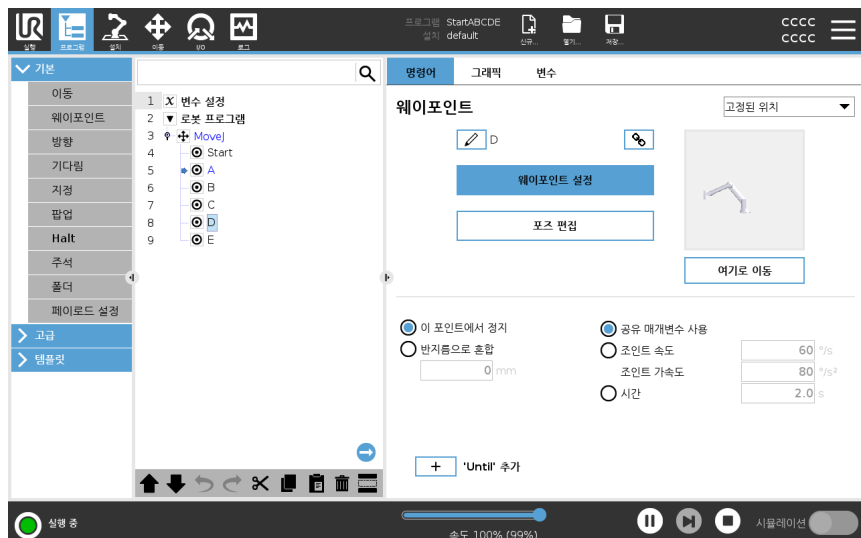 프로그램 StartABCDE
설치 default
CCCC
CCCC
실행 프로그램 설치 이동 I/O 로그 신규... 열기... 저장...
기본
이동
웨이포인트
방향
기다림
지정
팝업
Halt
주석
폴더
페이로드 설정
고급
템플릿
1 변수 설정
2 로봇 프로그램
3 MoveJ
4 Start
5 A
6 B
7 C
8 D
9 E
명령어 그래픽 변수
웨이포인트
고정된 위치
D
웨이포인트 설정
포즈 편집
여기로 이동
이 포인트에서 정지
반지름으로 혼합
0 mm
공유 매개변수 사용
조인트 속도 60 °/s
조인트 가속도 80 °/s²
시간 2.0 s
+ 'Until' 추가
실행 중
속도 100% (99%)
시뮬레이션